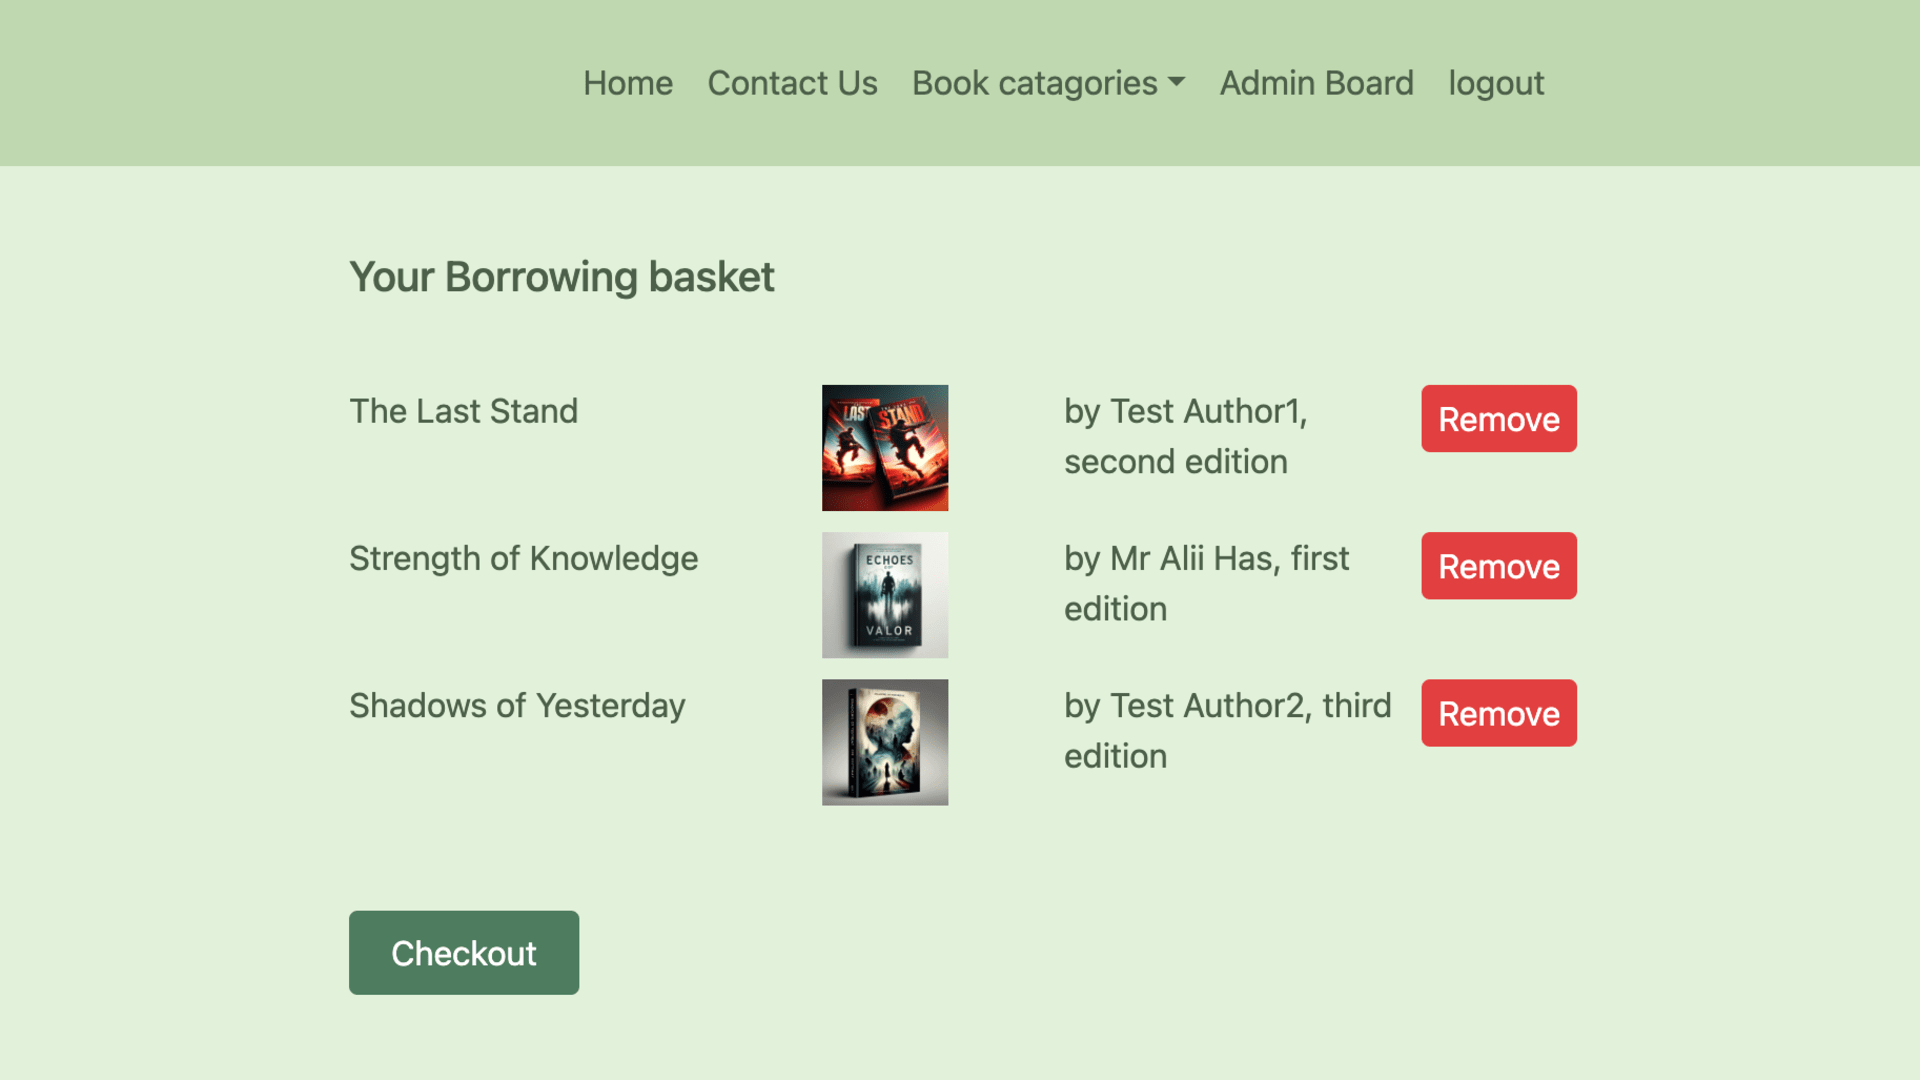 Home Contact Us Book catagories Admin Board logout
Your Borrowing basket
The Last Stand
LAST
STAND
by Test Author1,
second edition
Remove
Strength of Knowledge
ECHOES
VALOR
by Mr Alii Has, first
edition
Remove
Shadows of Yesterday
by Test Author2, third
edition
Remove
Checkout